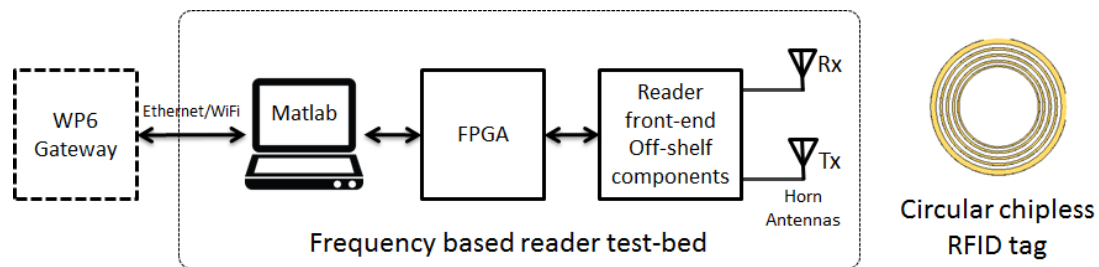 WP6
Gateway
Ethernet/WiFi
Matlab
FPGA
Reader
front-end
Off-shelf
components
Rx
Tx
Horn
Antennas
Frequency based reader test-bed
Circular chipless
RFID tag